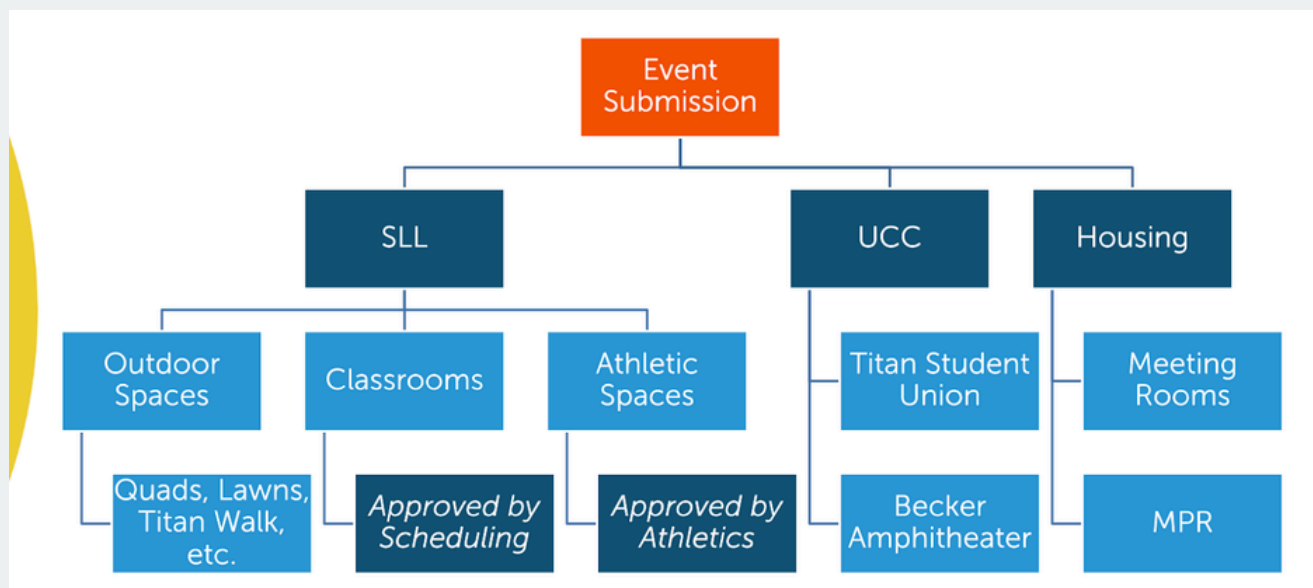 Event
Submission
SLL
UCC
Housing
Outdoor
Spaces
Classrooms
Athletic
Spaces
Titan Student
Union
Meeting
Rooms
Quads, Lawns,
Titan Walk,
etc.
Approved by
Scheduling
Approved by
Athletics
Becker
Amphitheater
MPR